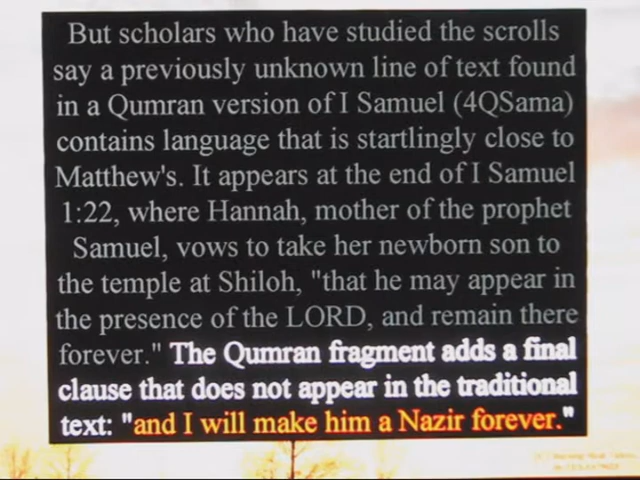 But scholars who have studied the scrolls
say a previously unknown line of text found
in a Qumran version of I Samuel (4QSama)
contains language that is startlingly close to
Matthew's. It appears at the end of I Samuel
1:22, where Hannah, mother of the prophet
Samuel, vows to take her newborn son to
the temple at Shiloh, "that he may appear in
the presence of the LORD, and remain there
forever." The Qumran fragment adds a final
clause that does not appear in the traditional
text: "and I will make him a Nazir forever."